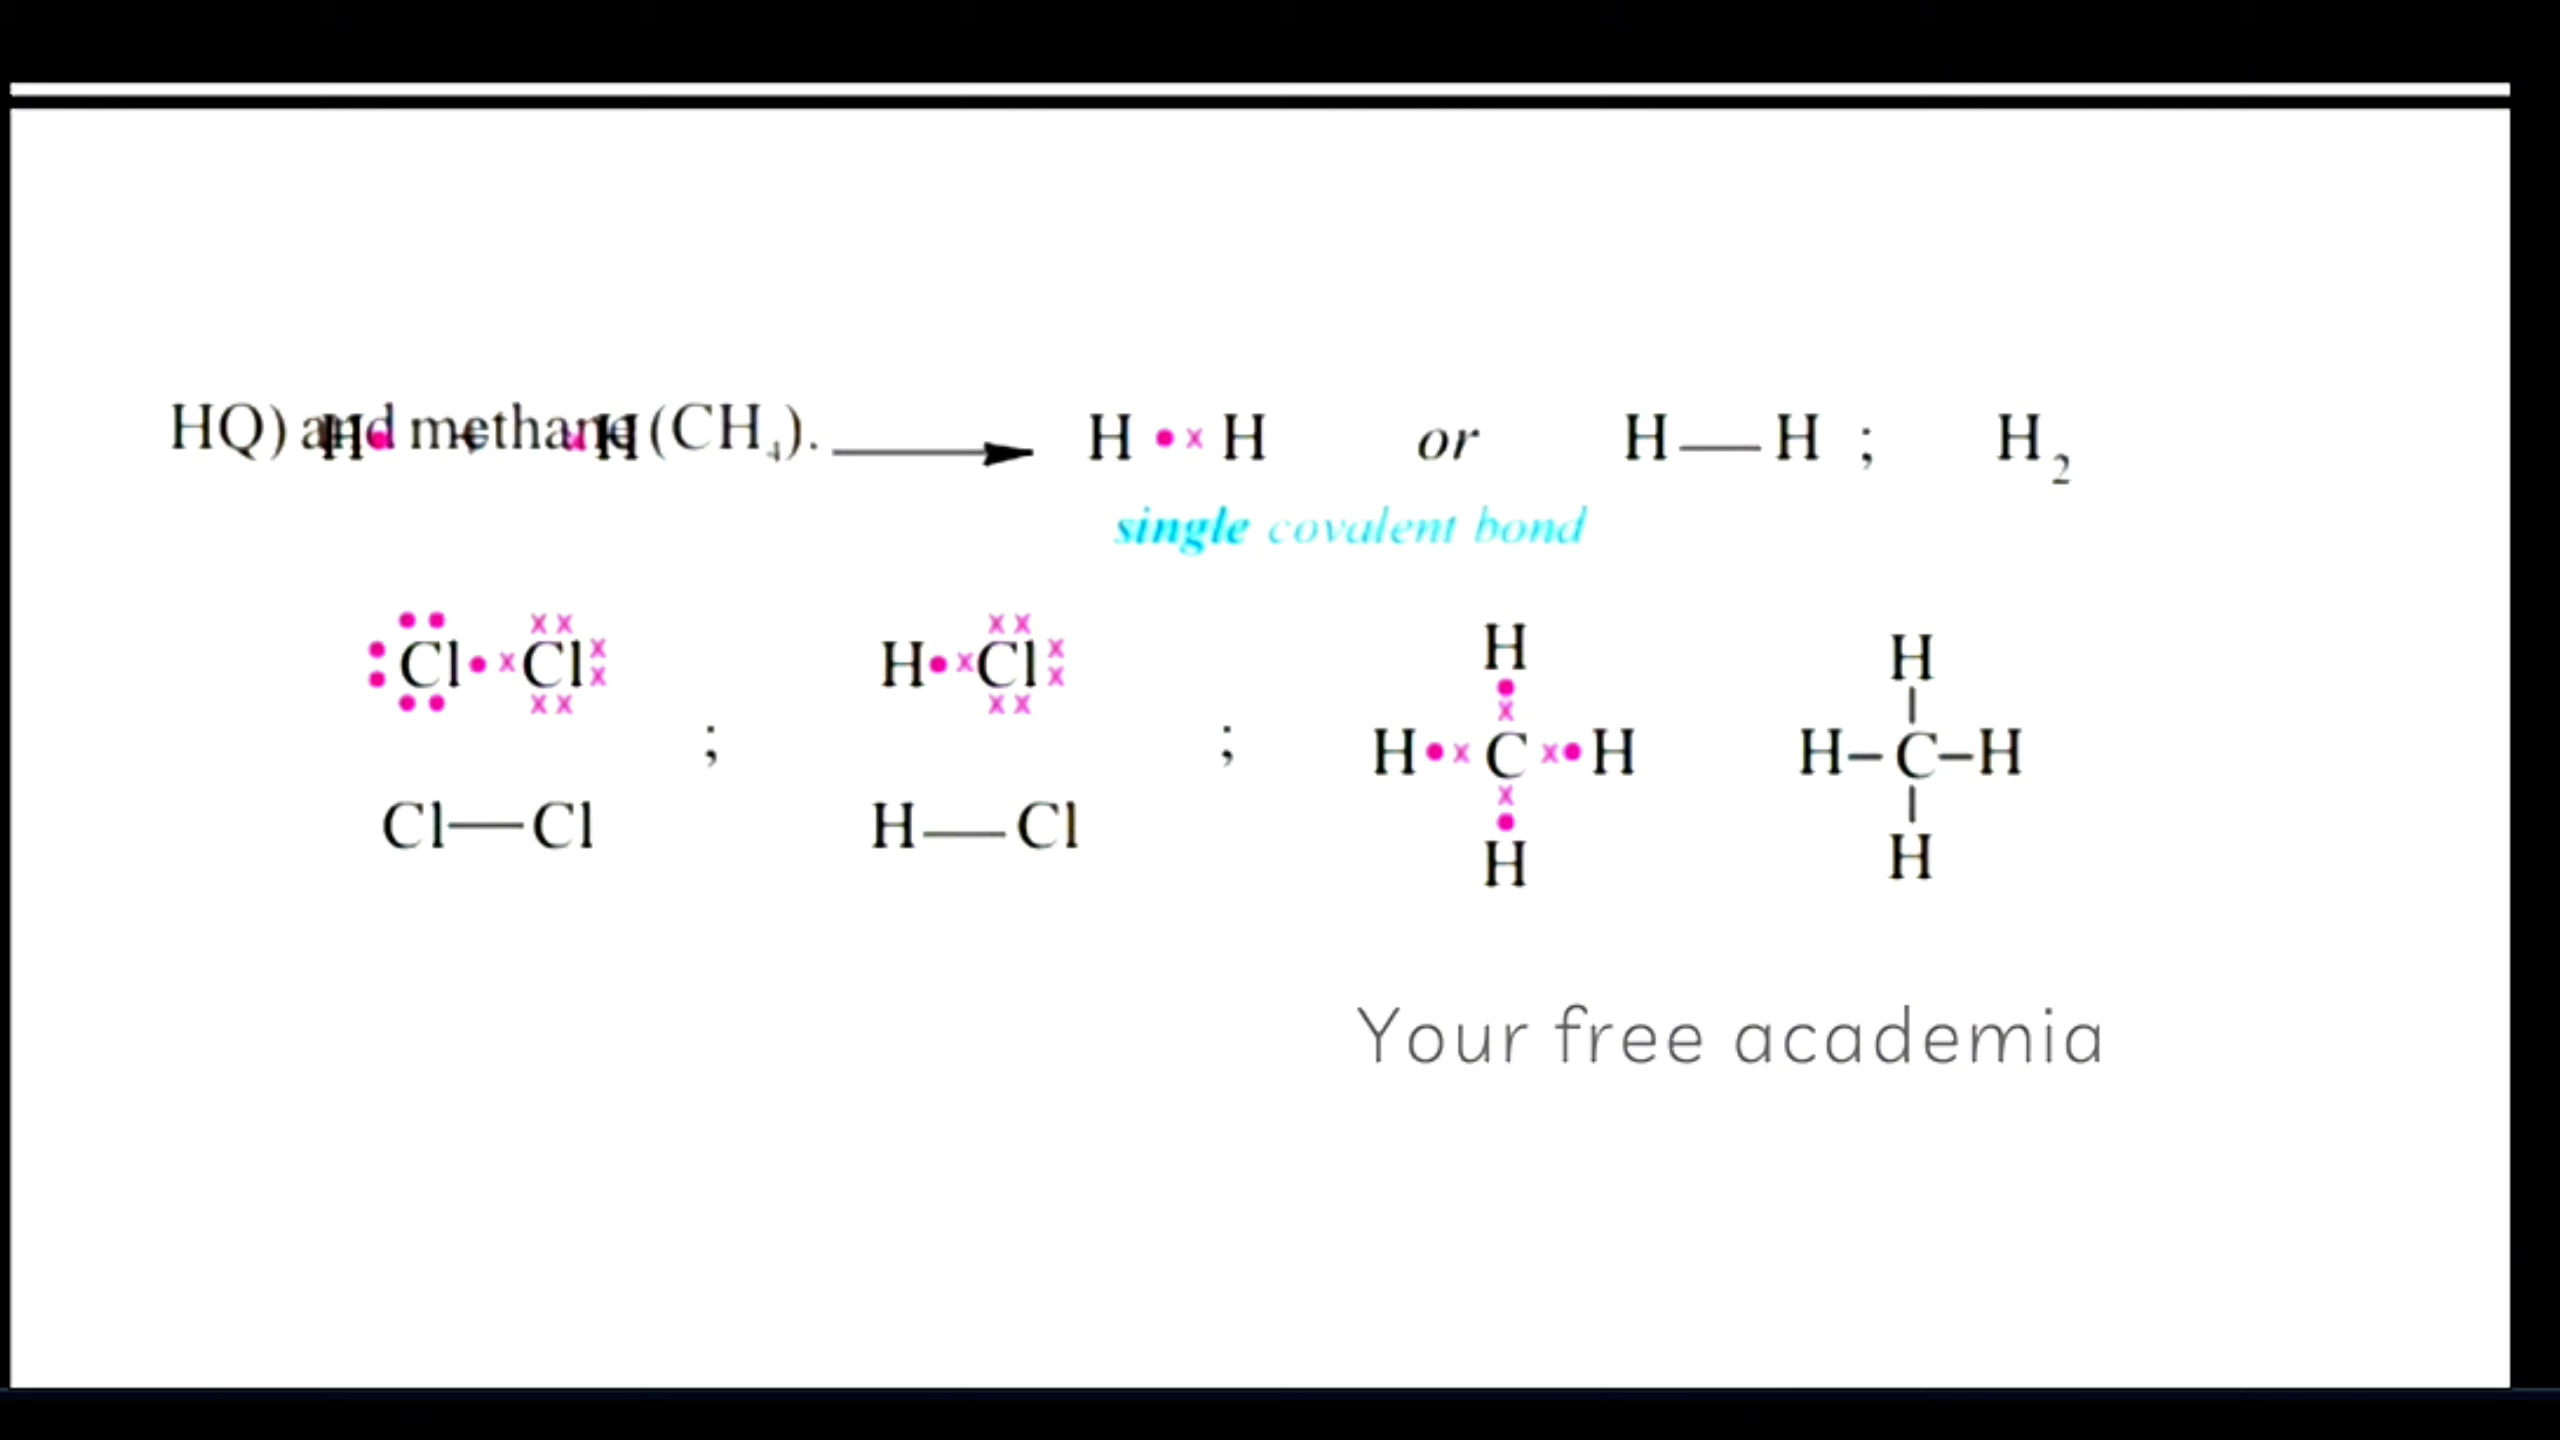 HQ) and methane (CH4).
H + H H H or H—H ; H2
single covalent bond
Cl Cl ; H Cl ;
Cl—Cl H—Cl
H H
H C H H–C–H
H H
Your free academia